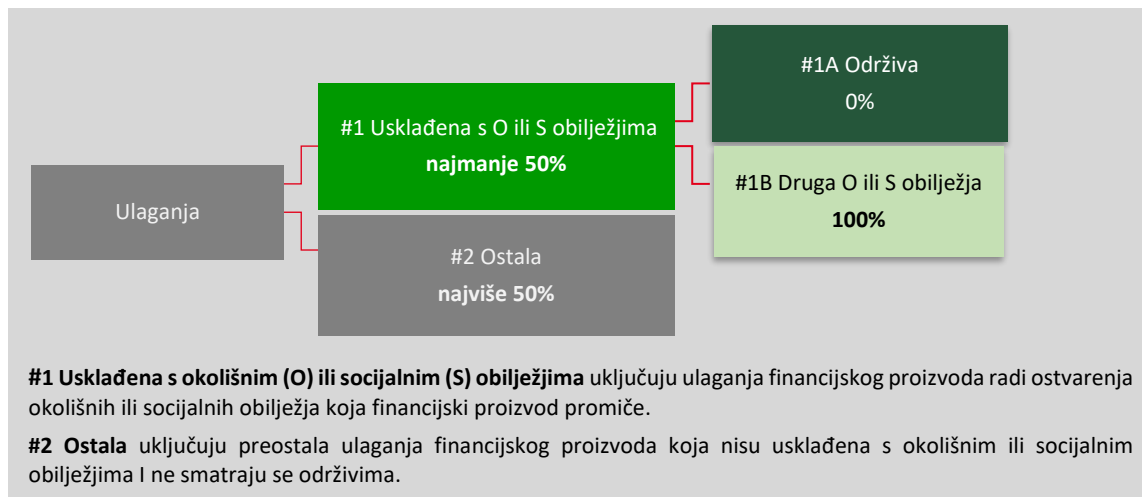 #1A Održiva
0%
#1 Usklađena s O ili S obilježjima
najmanje 50%
#1B Druga O ili S obilježja
100%
Ulaganja
#2 Ostala
najviše 50%
#1 Usklađena s okolišnim (O) ili socijalnim (S) obilježjima uključuju ulaganja financijskog proizvoda radi ostvarenja
okolišnih ili socijalnih obilježja koja financijski proizvod promiče.
#2 Ostala uključuju preostala ulaganja financijskog proizvoda koja nisu usklađena s okolišnim ili socijalnim
obilježjima I ne smatraju se održivima.